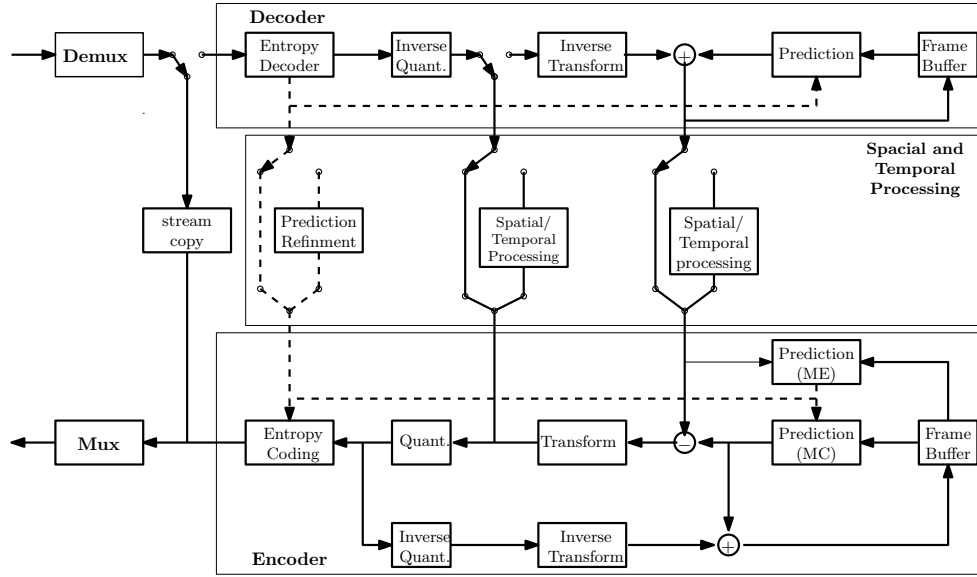 Decoder
Demux
Entropy
Decoder
Inverse
Quant.
Inverse
Transform
+
Prediction
Frame
Buffer
Spacial and
Temporal
Processing
stream
copy
Prediction
Refinment
Spatial/
Temporal
Processing
Spatial/
Temporal
processing
Prediction
(ME)
Mux
Entropy
Coding
Quant.
Transform
−
Prediction
(MC)
Frame
Buffer
Inverse
Quant.
Inverse
Transform
+
Encoder